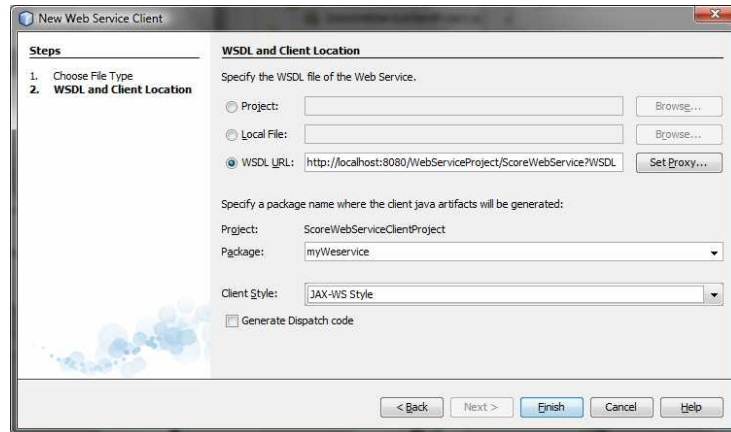 New Web Service Client
Steps
1. Choose File Type
2. WSDL and Client Location
WSDL and Client Location
Specify the WSDL file of the Web Service.
Project: Browse...
Local File: Browse...
WSDL URL: http://localhost:8080/WebServiceProject/ScoreWebService?WSDL Set Proxy...
Specify a package name where the client java artifacts will be generated:
Project: ScoreWebServiceClientProject
Package: myWeservice
Client Style: JAX-WS Style
Generate Dispatch code
< Back Next > Finish Cancel Help